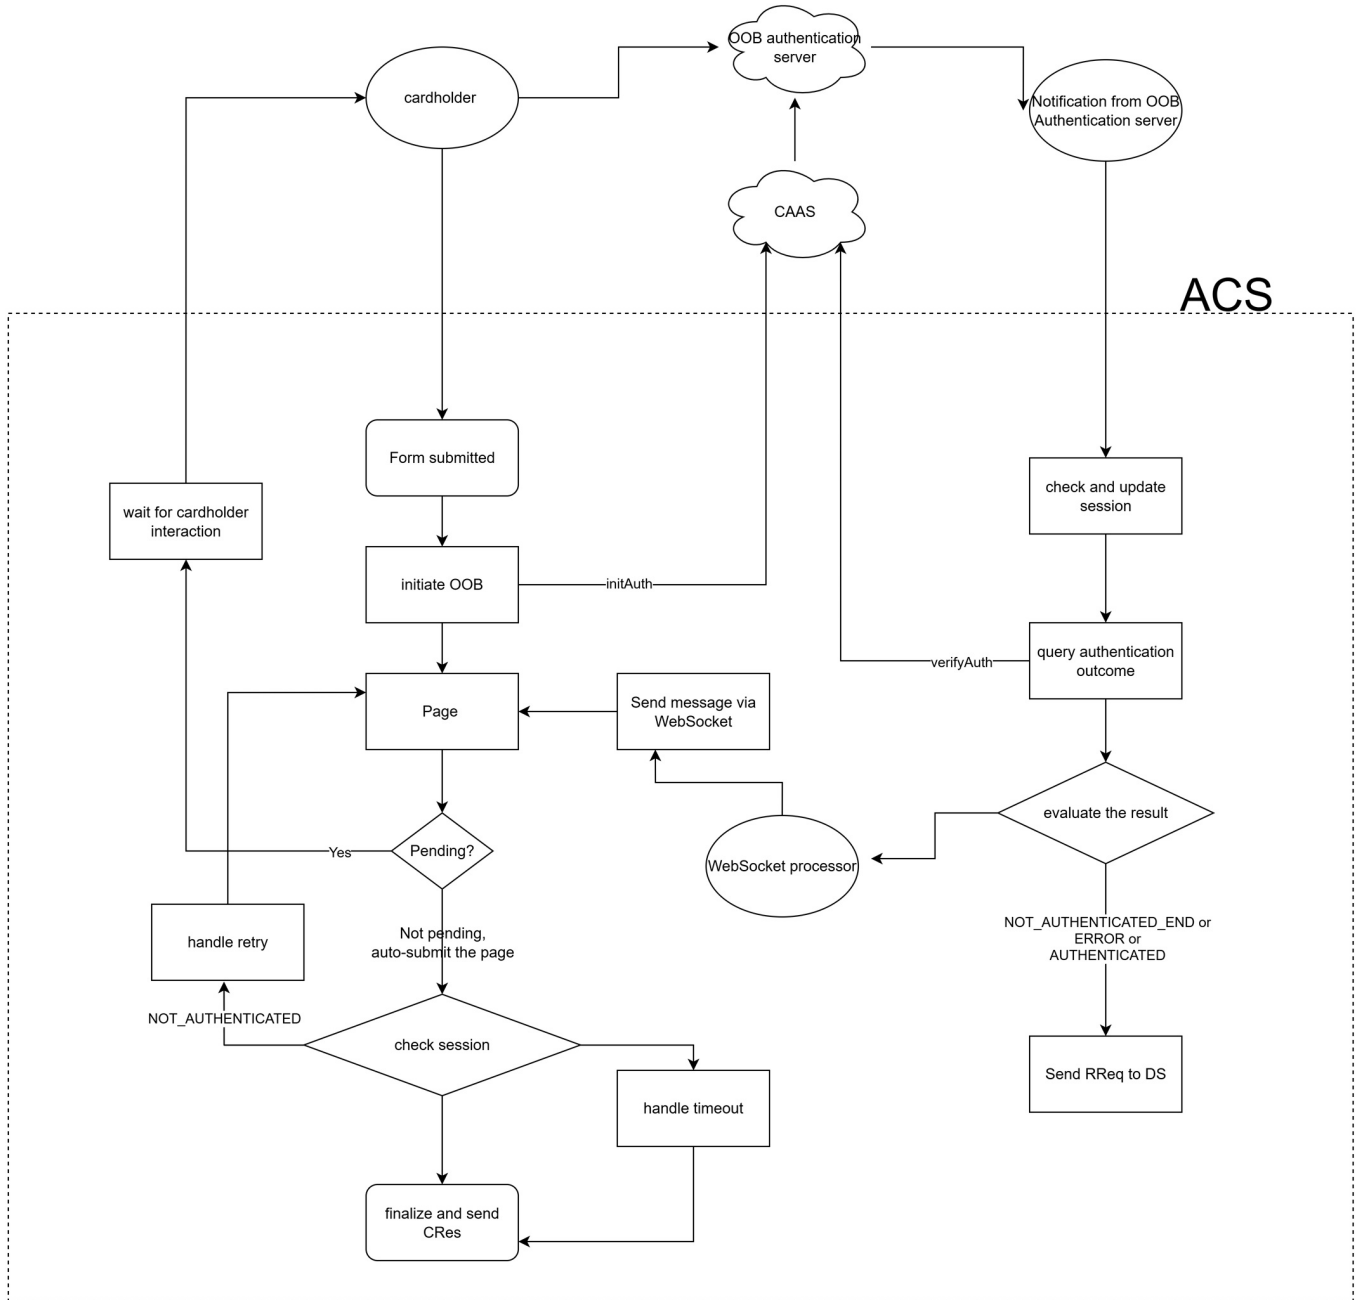 OOB authentication
server
cardholder
Notification from OOB
Authentication server
CAAS
ACS
Form submitted
check and update
session
wait for cardholder
interaction
initiate OOB
initAuth
query authentication
outcome
verifyAuth
Page
Send message via
WebSocket
evaluate the result
Pending?
Yes
WebSocket processor
Not pending,
auto-submit the page
handle retry
NOT_AUTHENTICATED_END or
ERROR or
AUTHENTICATED
NOT_AUTHENTICATED
check session
Send RReq to DS
handle timeout
finalize and send
CRes